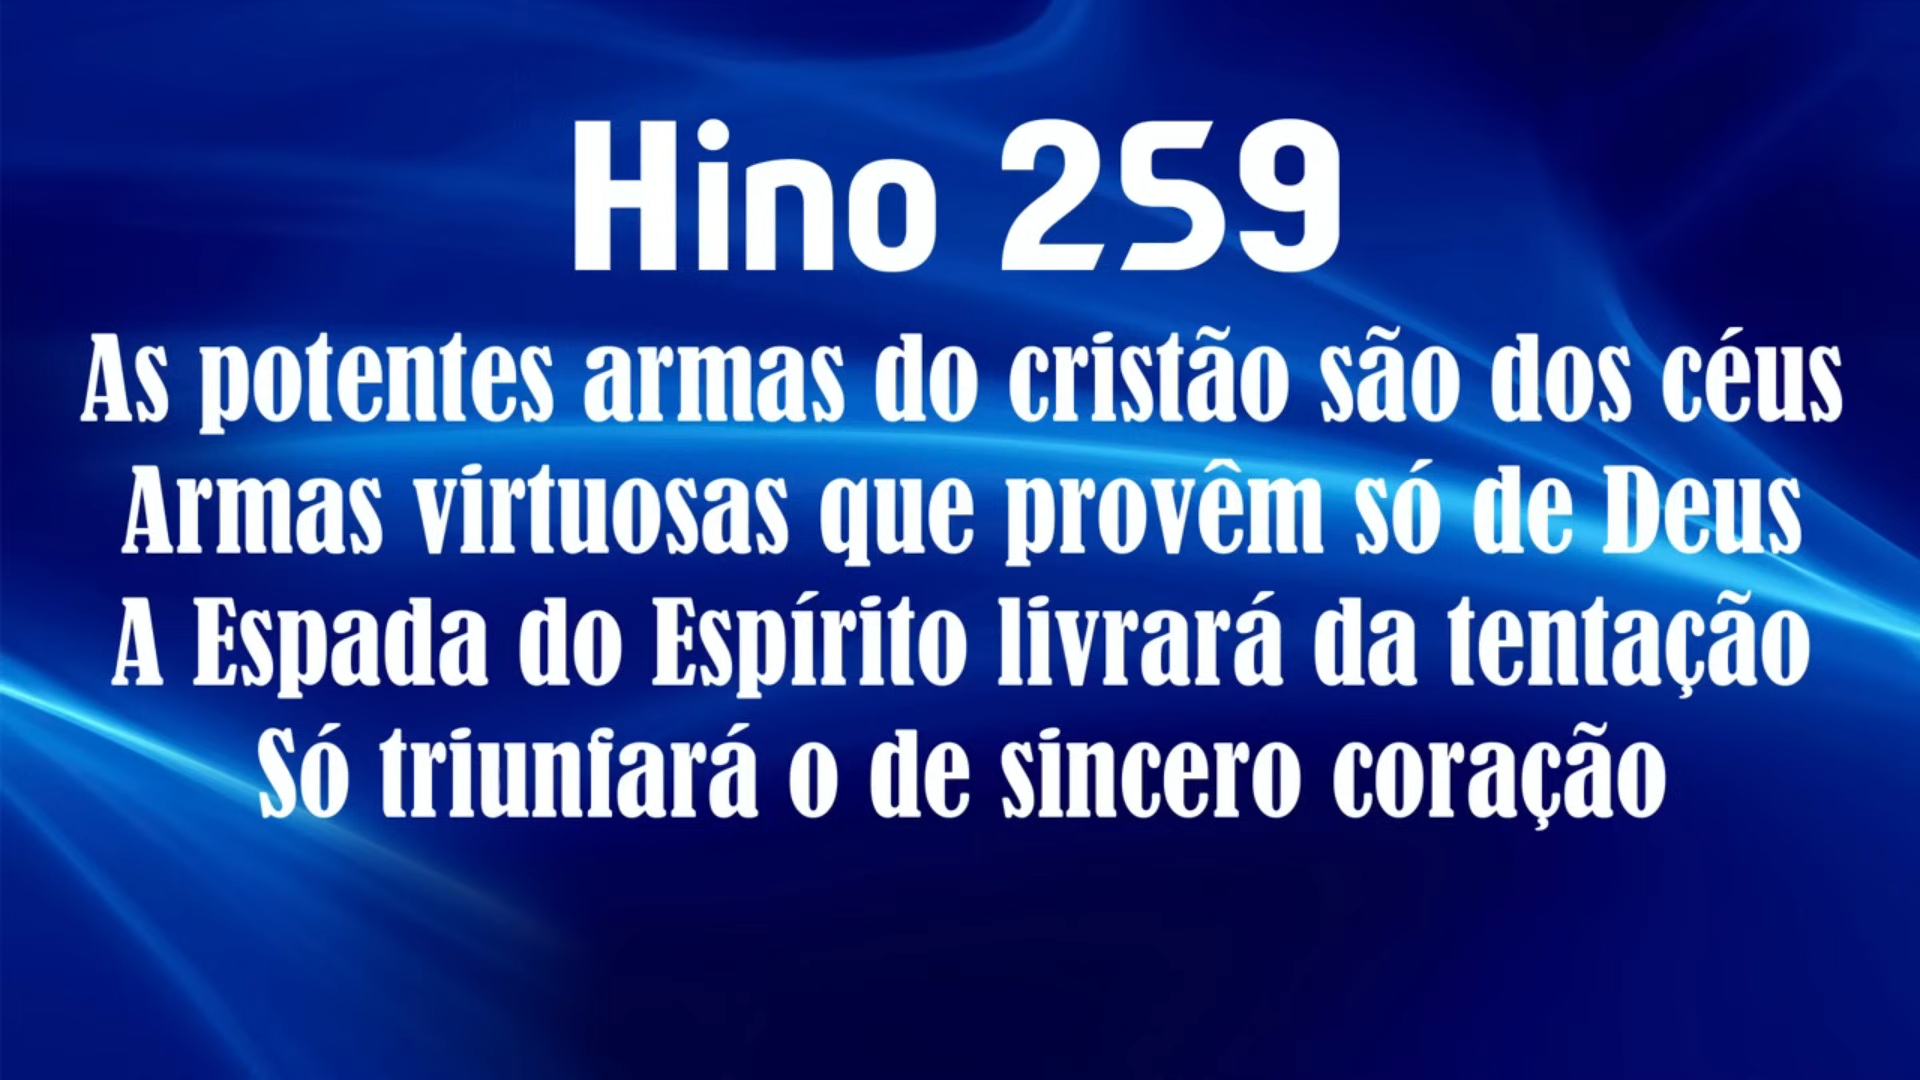 Hino 259
As potentes armas do cristão são dos céus
Armas virtuosas que provêm só de Deus
A Espada do Espírito livrará da tentação
Só triunfará o de sincero coração